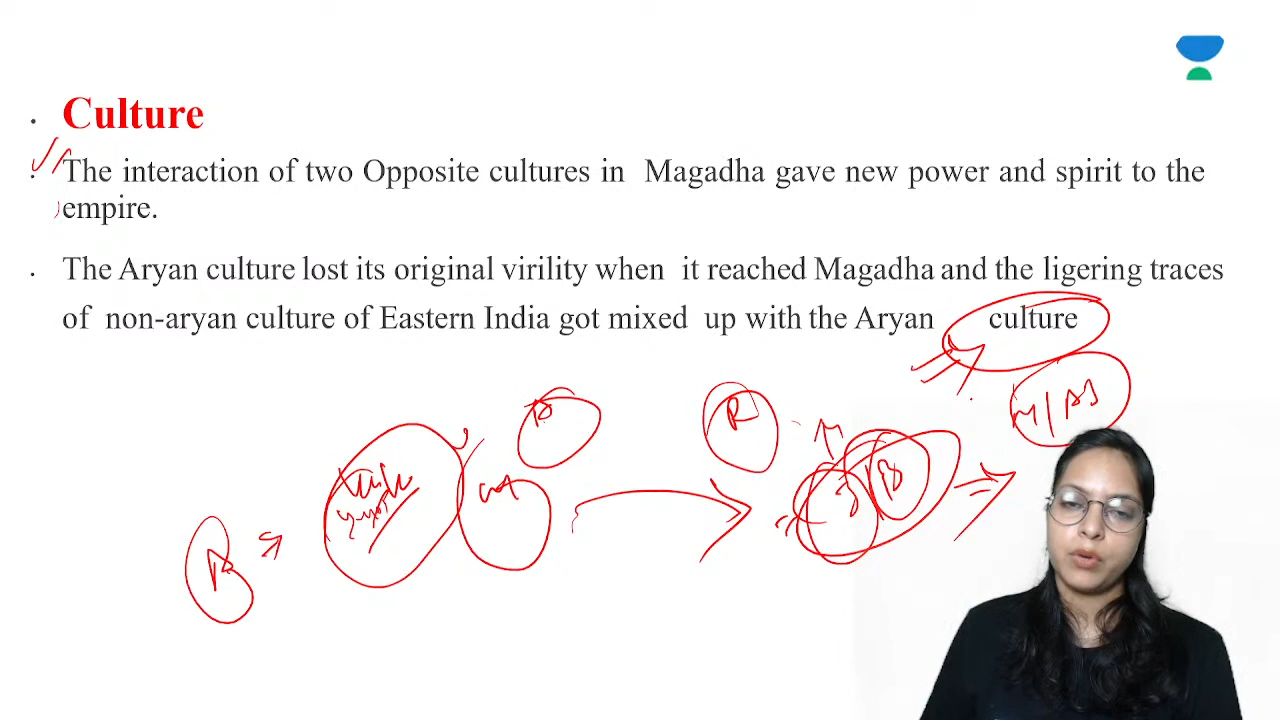 Culture
The interaction of two Opposite cultures in Magadha gave new power and spirit to the
empire.
The Aryan culture lost its original virility when it reached Magadha and the ligering traces
of non-aryan culture of Eastern India got mixed up with the Aryan culture
R